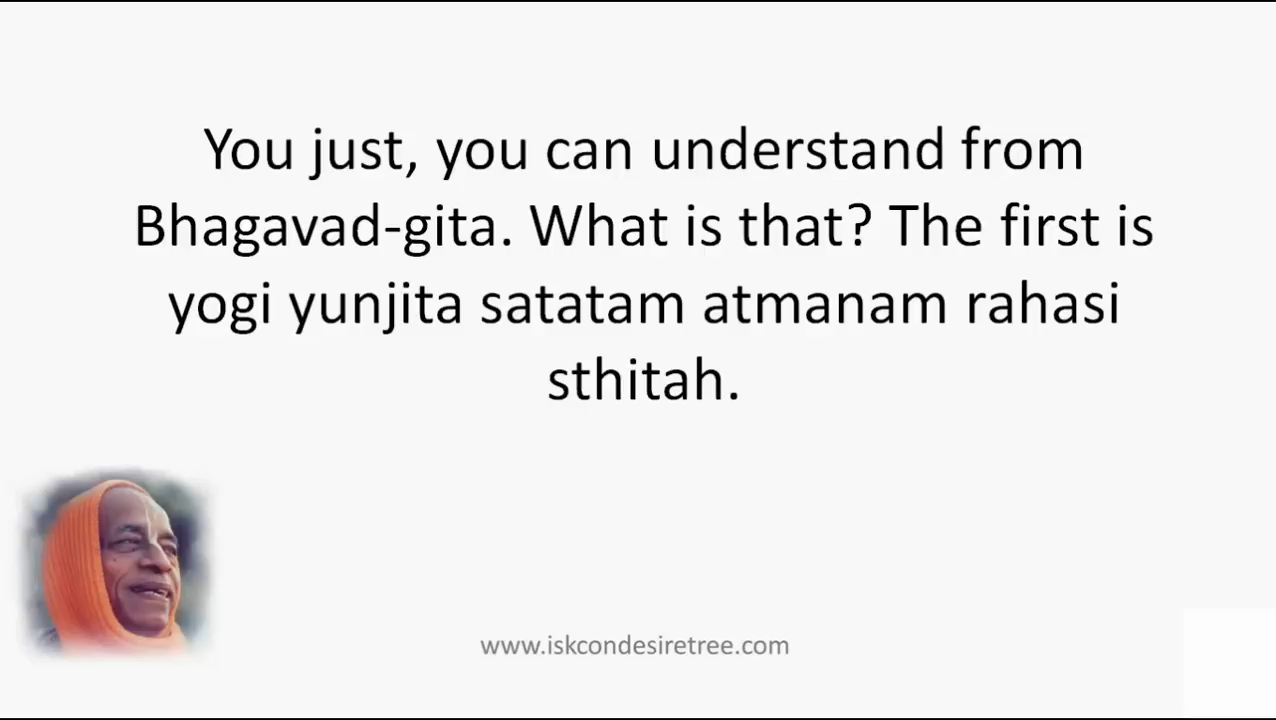 You just, you can understand from
Bhagavad-gita. What is that? The first is
yogi yunjita satatam atmanam rahasi
sthitah.
www.iskcondesiretree.com